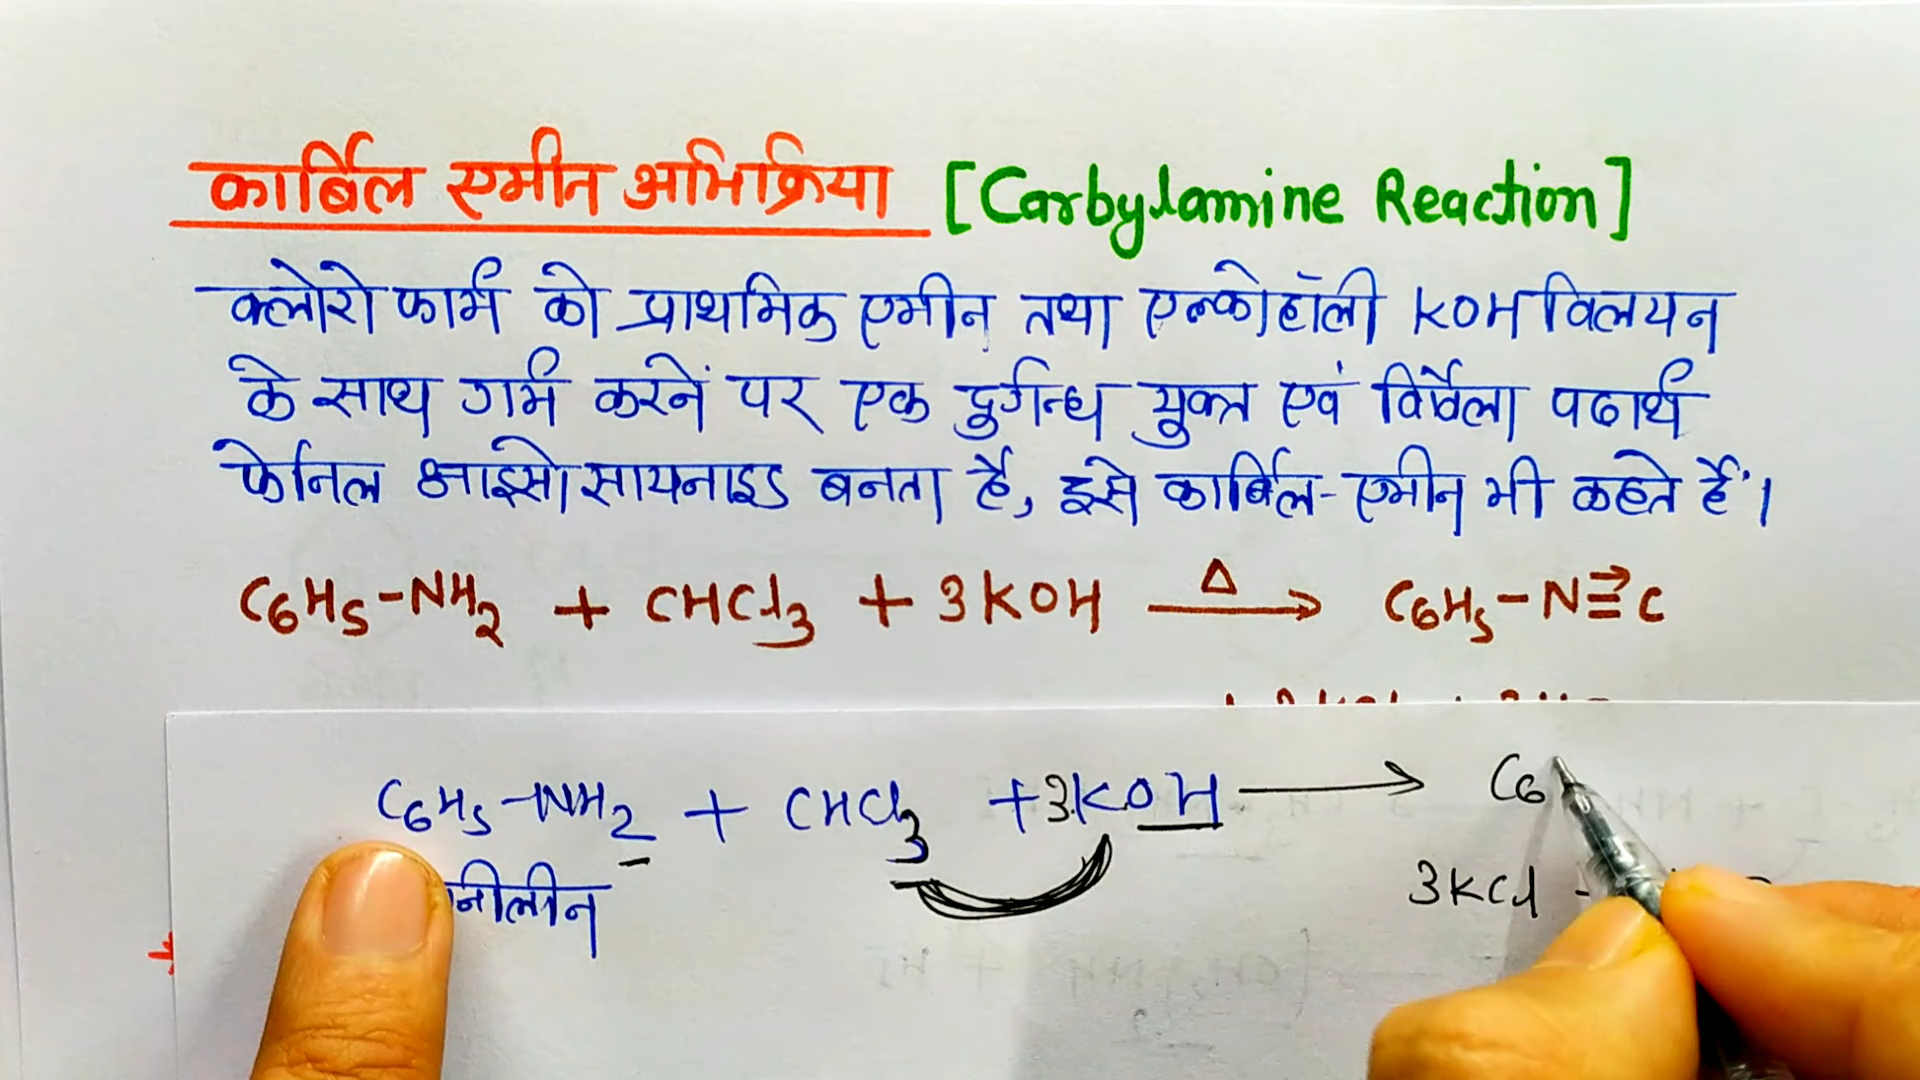 कार्बिल एमीन अभिक्रिया [Carbylamine Reaction]
क्लोरो फार्म को प्राथमिक एमीन तथा एल्कोहॉली KOH विलयन
के साथ गर्म करनें पर एक दुर्गन्ध युक्त एवं विषैला पदार्थ
फेनिल आइसो सायनाइड बनता है, इसे कार्बिल-एमीन भी कहते हैं।
C6H5-NH2 + CHCl3 + 3KOH Δ→ C6H5-N≡C
C6H5-NH2 + CHCl3 +3KOH → C6
नीलीन 3KCl